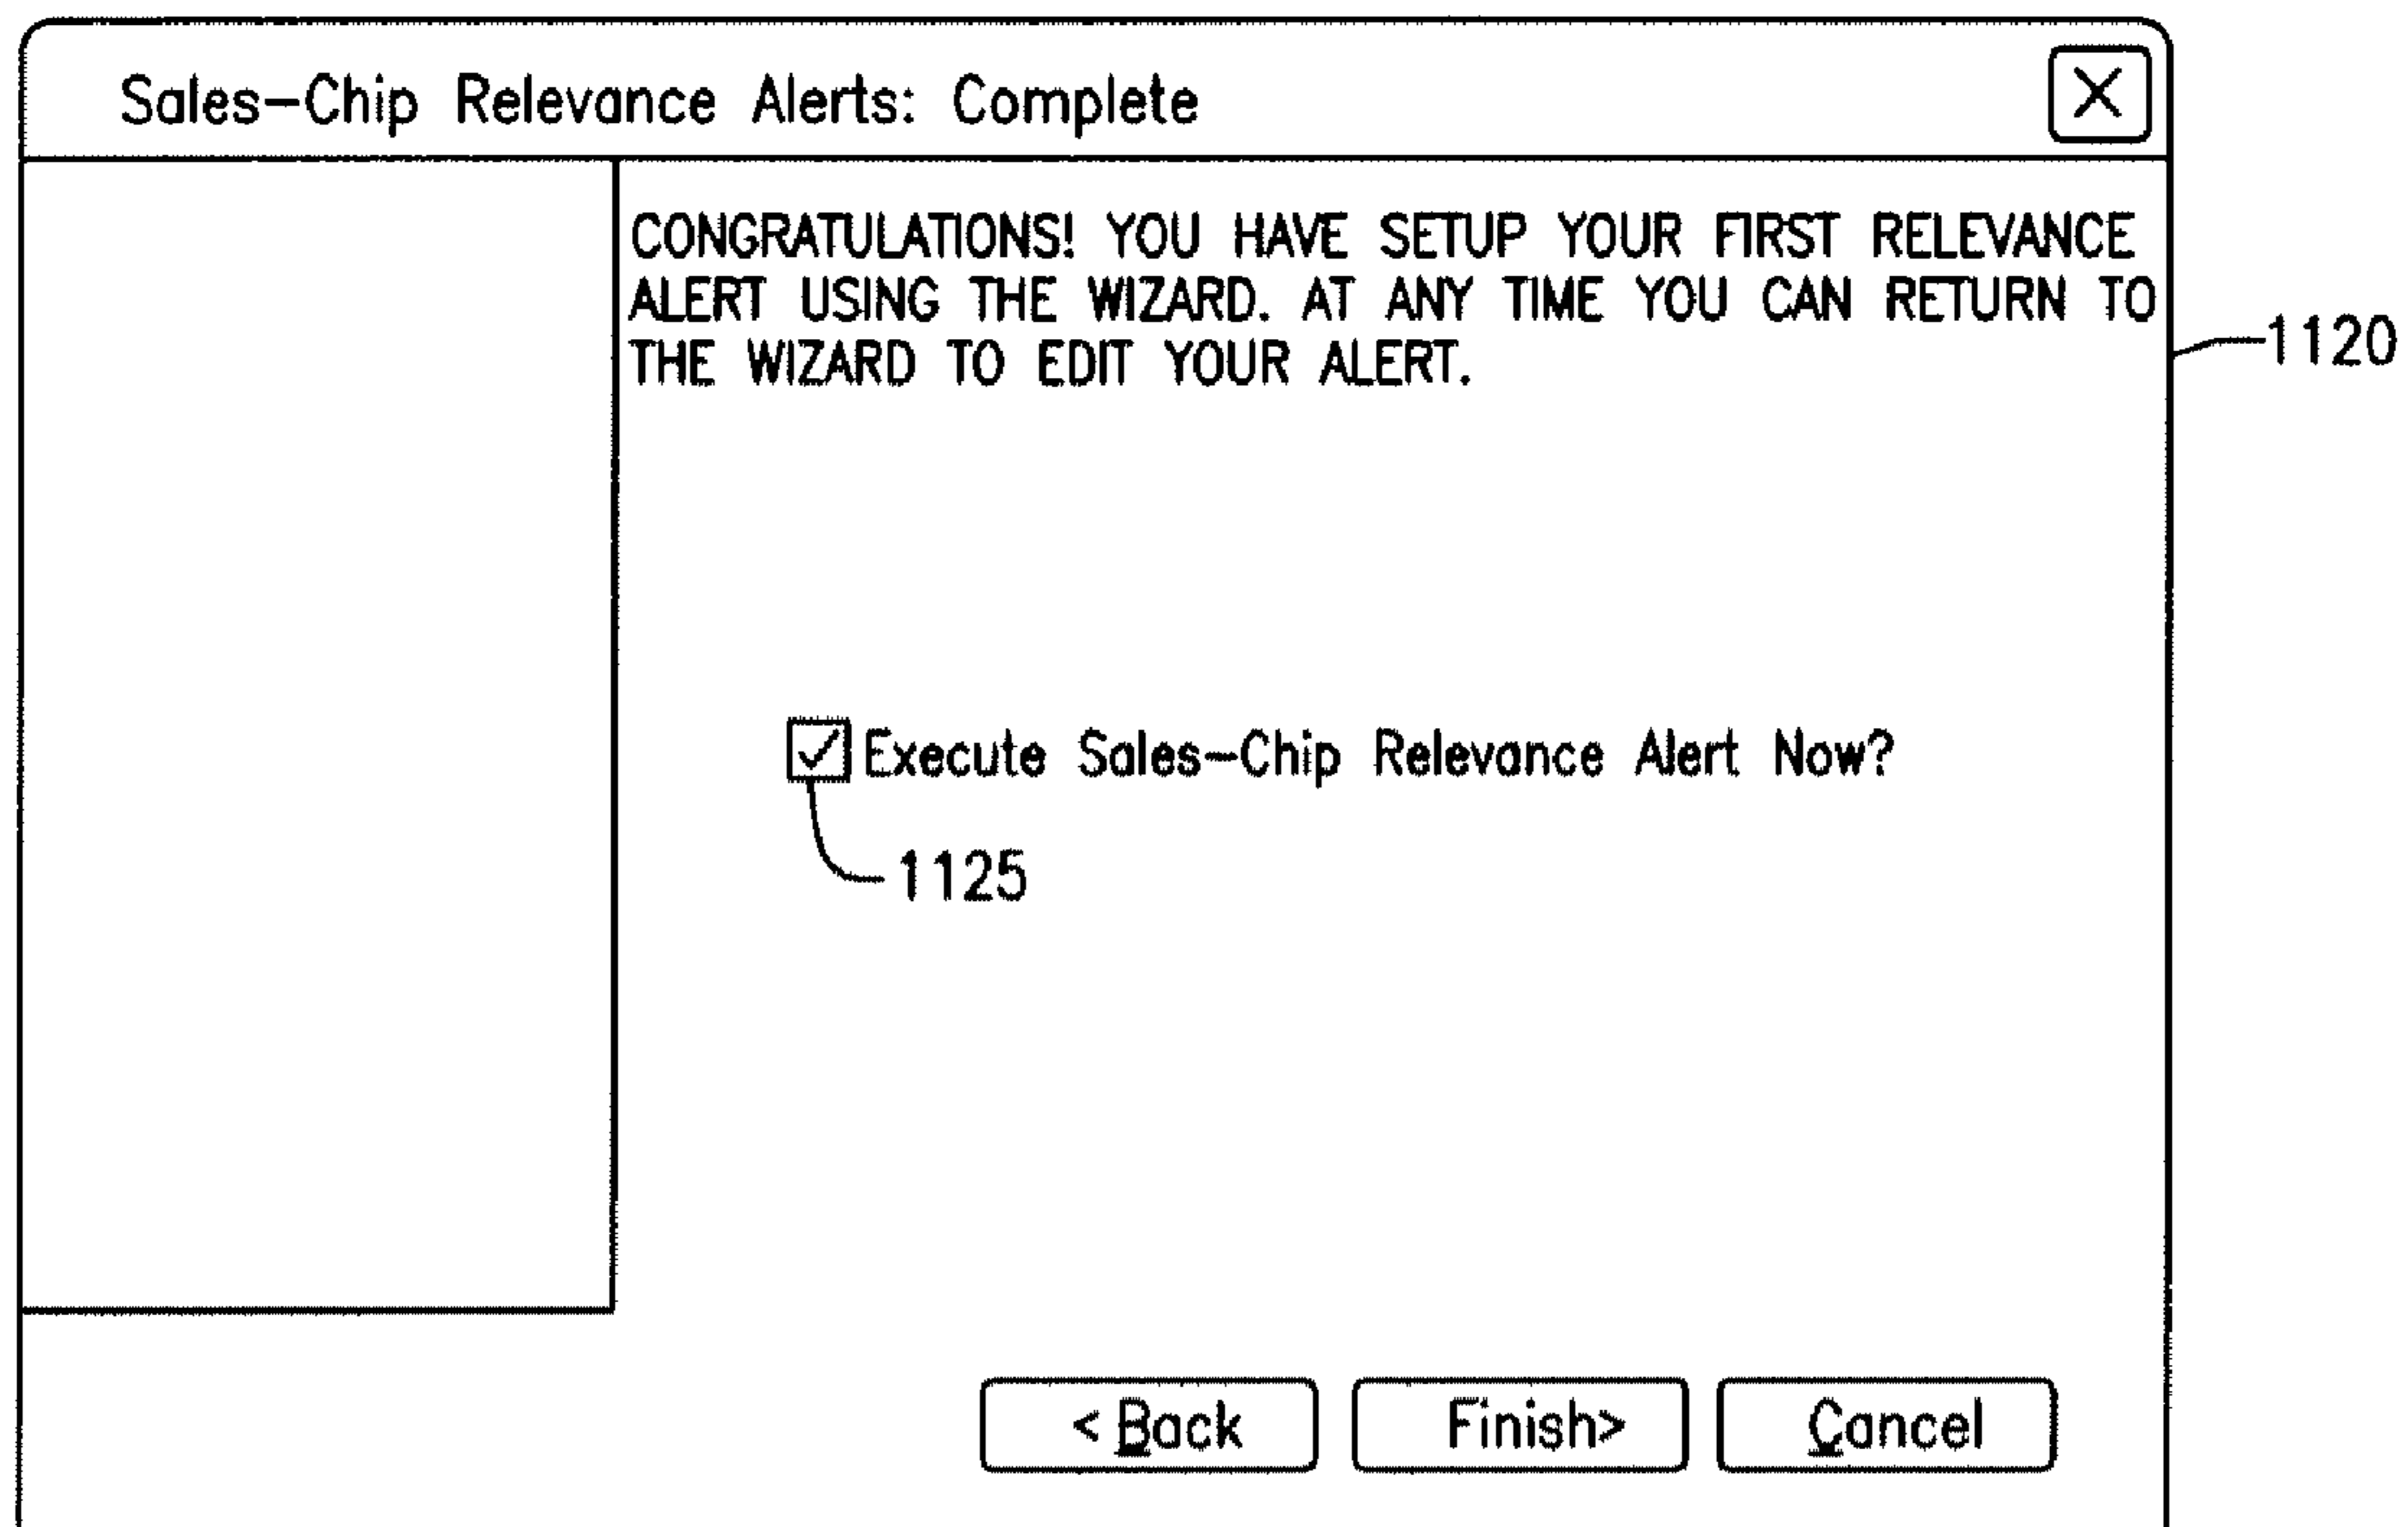 Sales-Chip Relevance Alerts: Complete
X
CONGRATULATIONS! YOU HAVE SETUP YOUR FIRST RELEVANCE
ALERT USING THE WIZARD. AT ANY TIME YOU CAN RETURN TO
THE WIZARD TO EDIT YOUR ALERT.
1120
Execute Sales-Chip Relevance Alert Now?
1125
< Back
Finish>
Cancel